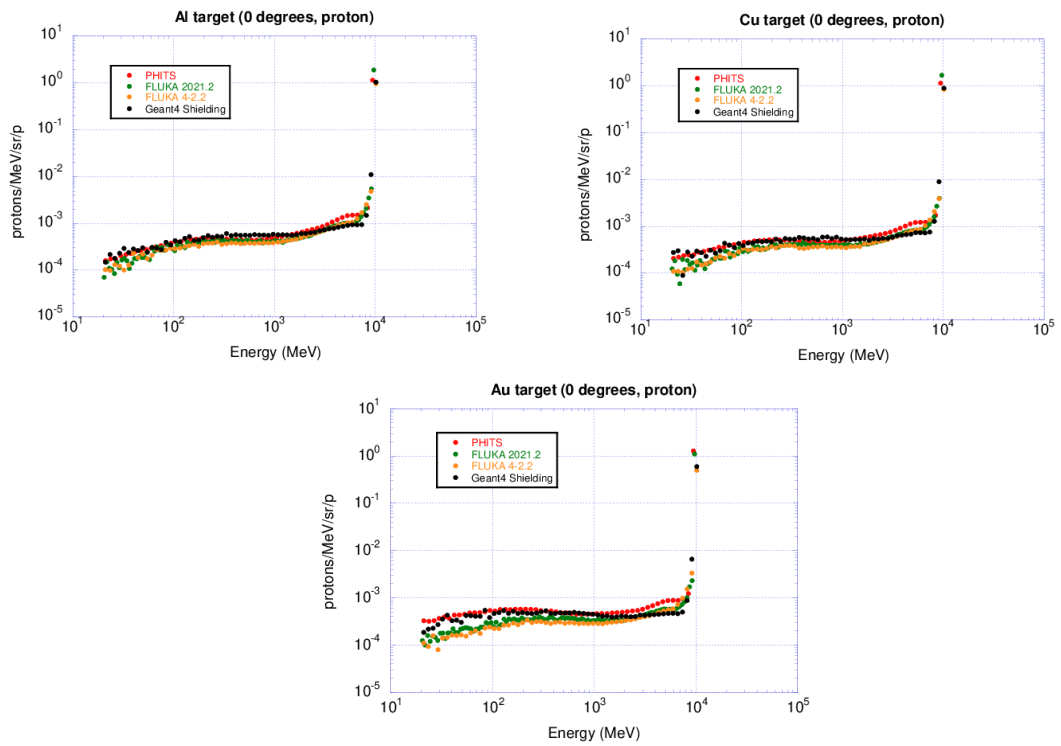 Al target (0 degrees, proton)
protons/MeV/sr/p
10^1
10^0
10^-1
10^-2
10^-3
10^-4
10^-5
PHITS
FLUKA 2021.2
FLUKA 4-2.2
Geant4 Shielding
10^1 10^2 10^3 10^4 10^5
Energy (MeV)
Cu target (0 degrees, proton)
protons/MeV/sr/p
10^1
10^0
10^-1
10^-2
10^-3
10^-4
10^-5
PHITS
FLUKA 2021.2
FLUKA 4-2.2
Geant4 Shielding
10^1 10^2 10^3 10^4 10^5
Energy (MeV)
Au target (0 degrees, proton)
protons/MeV/sr/p
10^1
10^0
10^-1
10^-2
10^-3
10^-4
10^-5
PHITS
FLUKA 2021.2
FLUKA 4-2.2
Geant4 Shielding
10^1 10^2 10^3 10^4 10^5
Energy (MeV)